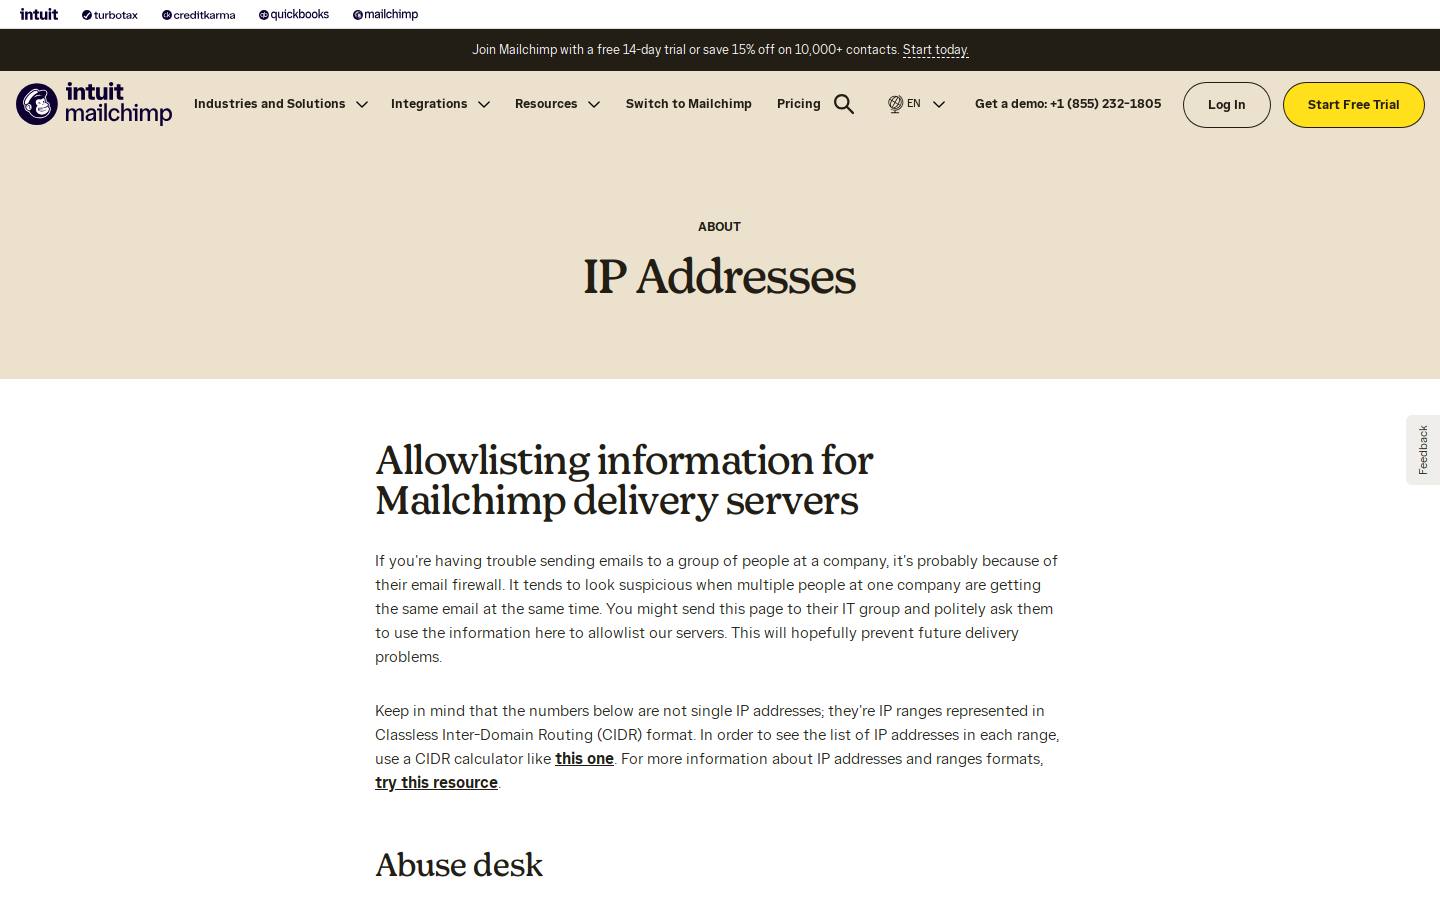 intuit turbotax creditkarma quickbooks mailchimp
Join Mailchimp with a free 14-day trial or save 15% off on 10,000+ contacts. Start today.
intuit
mailchimp
Industries and Solutions Integrations Resources Switch to Mailchimp Pricing EN Get a demo: +1 (855) 232-1805 Log In Start Free Trial
ABOUT
IP Addresses
Feedback
Allowlisting information for
Mailchimp delivery servers
If you're having trouble sending emails to a group of people at a company, it's probably because of
their email firewall. It tends to look suspicious when multiple people at one company are getting
the same email at the same time. You might send this page to their IT group and politely ask them
to use the information here to allowlist our servers. This will hopefully prevent future delivery
problems.
Keep in mind that the numbers below are not single IP addresses; they're IP ranges represented in
Classless Inter-Domain Routing (CIDR) format. In order to see the list of IP addresses in each range,
use a CIDR calculator like this one. For more information about IP addresses and ranges formats,
try this resource.
Abuse desk